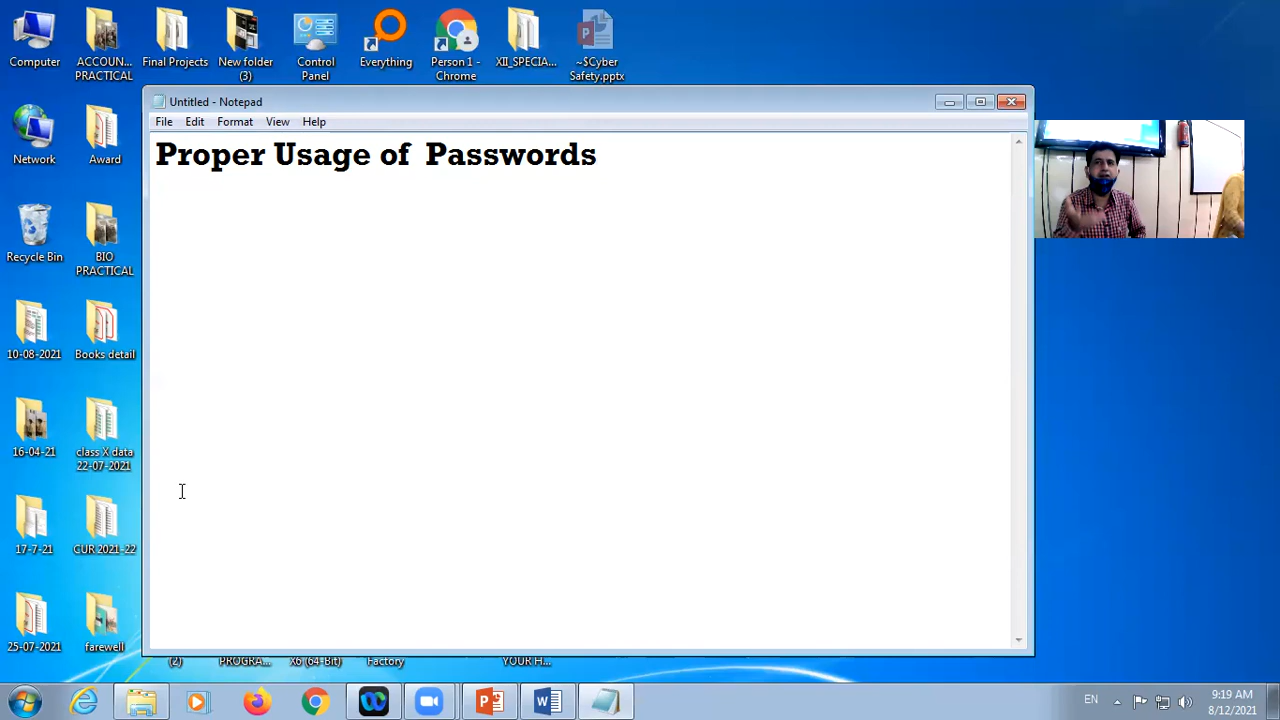 Computer
ACCOUN...
PRACTICAL
Final Projects
New folder
(3)
Control
Panel
Everything
Person 1 -
Chrome
XII_SPECIA...
~$Cyber
Safety.pptx
Untitled - Notepad
File Edit Format View Help
Proper Usage of  Passwords
Network
Award
Recycle Bin
BIO
PRACTICAL
10-08-2021
Books detail
16-04-21
class X data
22-07-2021
17-7-21
CUR 2021-22
25-07-2021
farewell
(2)
PROGRA...
X6 (64-Bit)
Factory
YOUR H...
EN
9:19 AM
8/12/2021